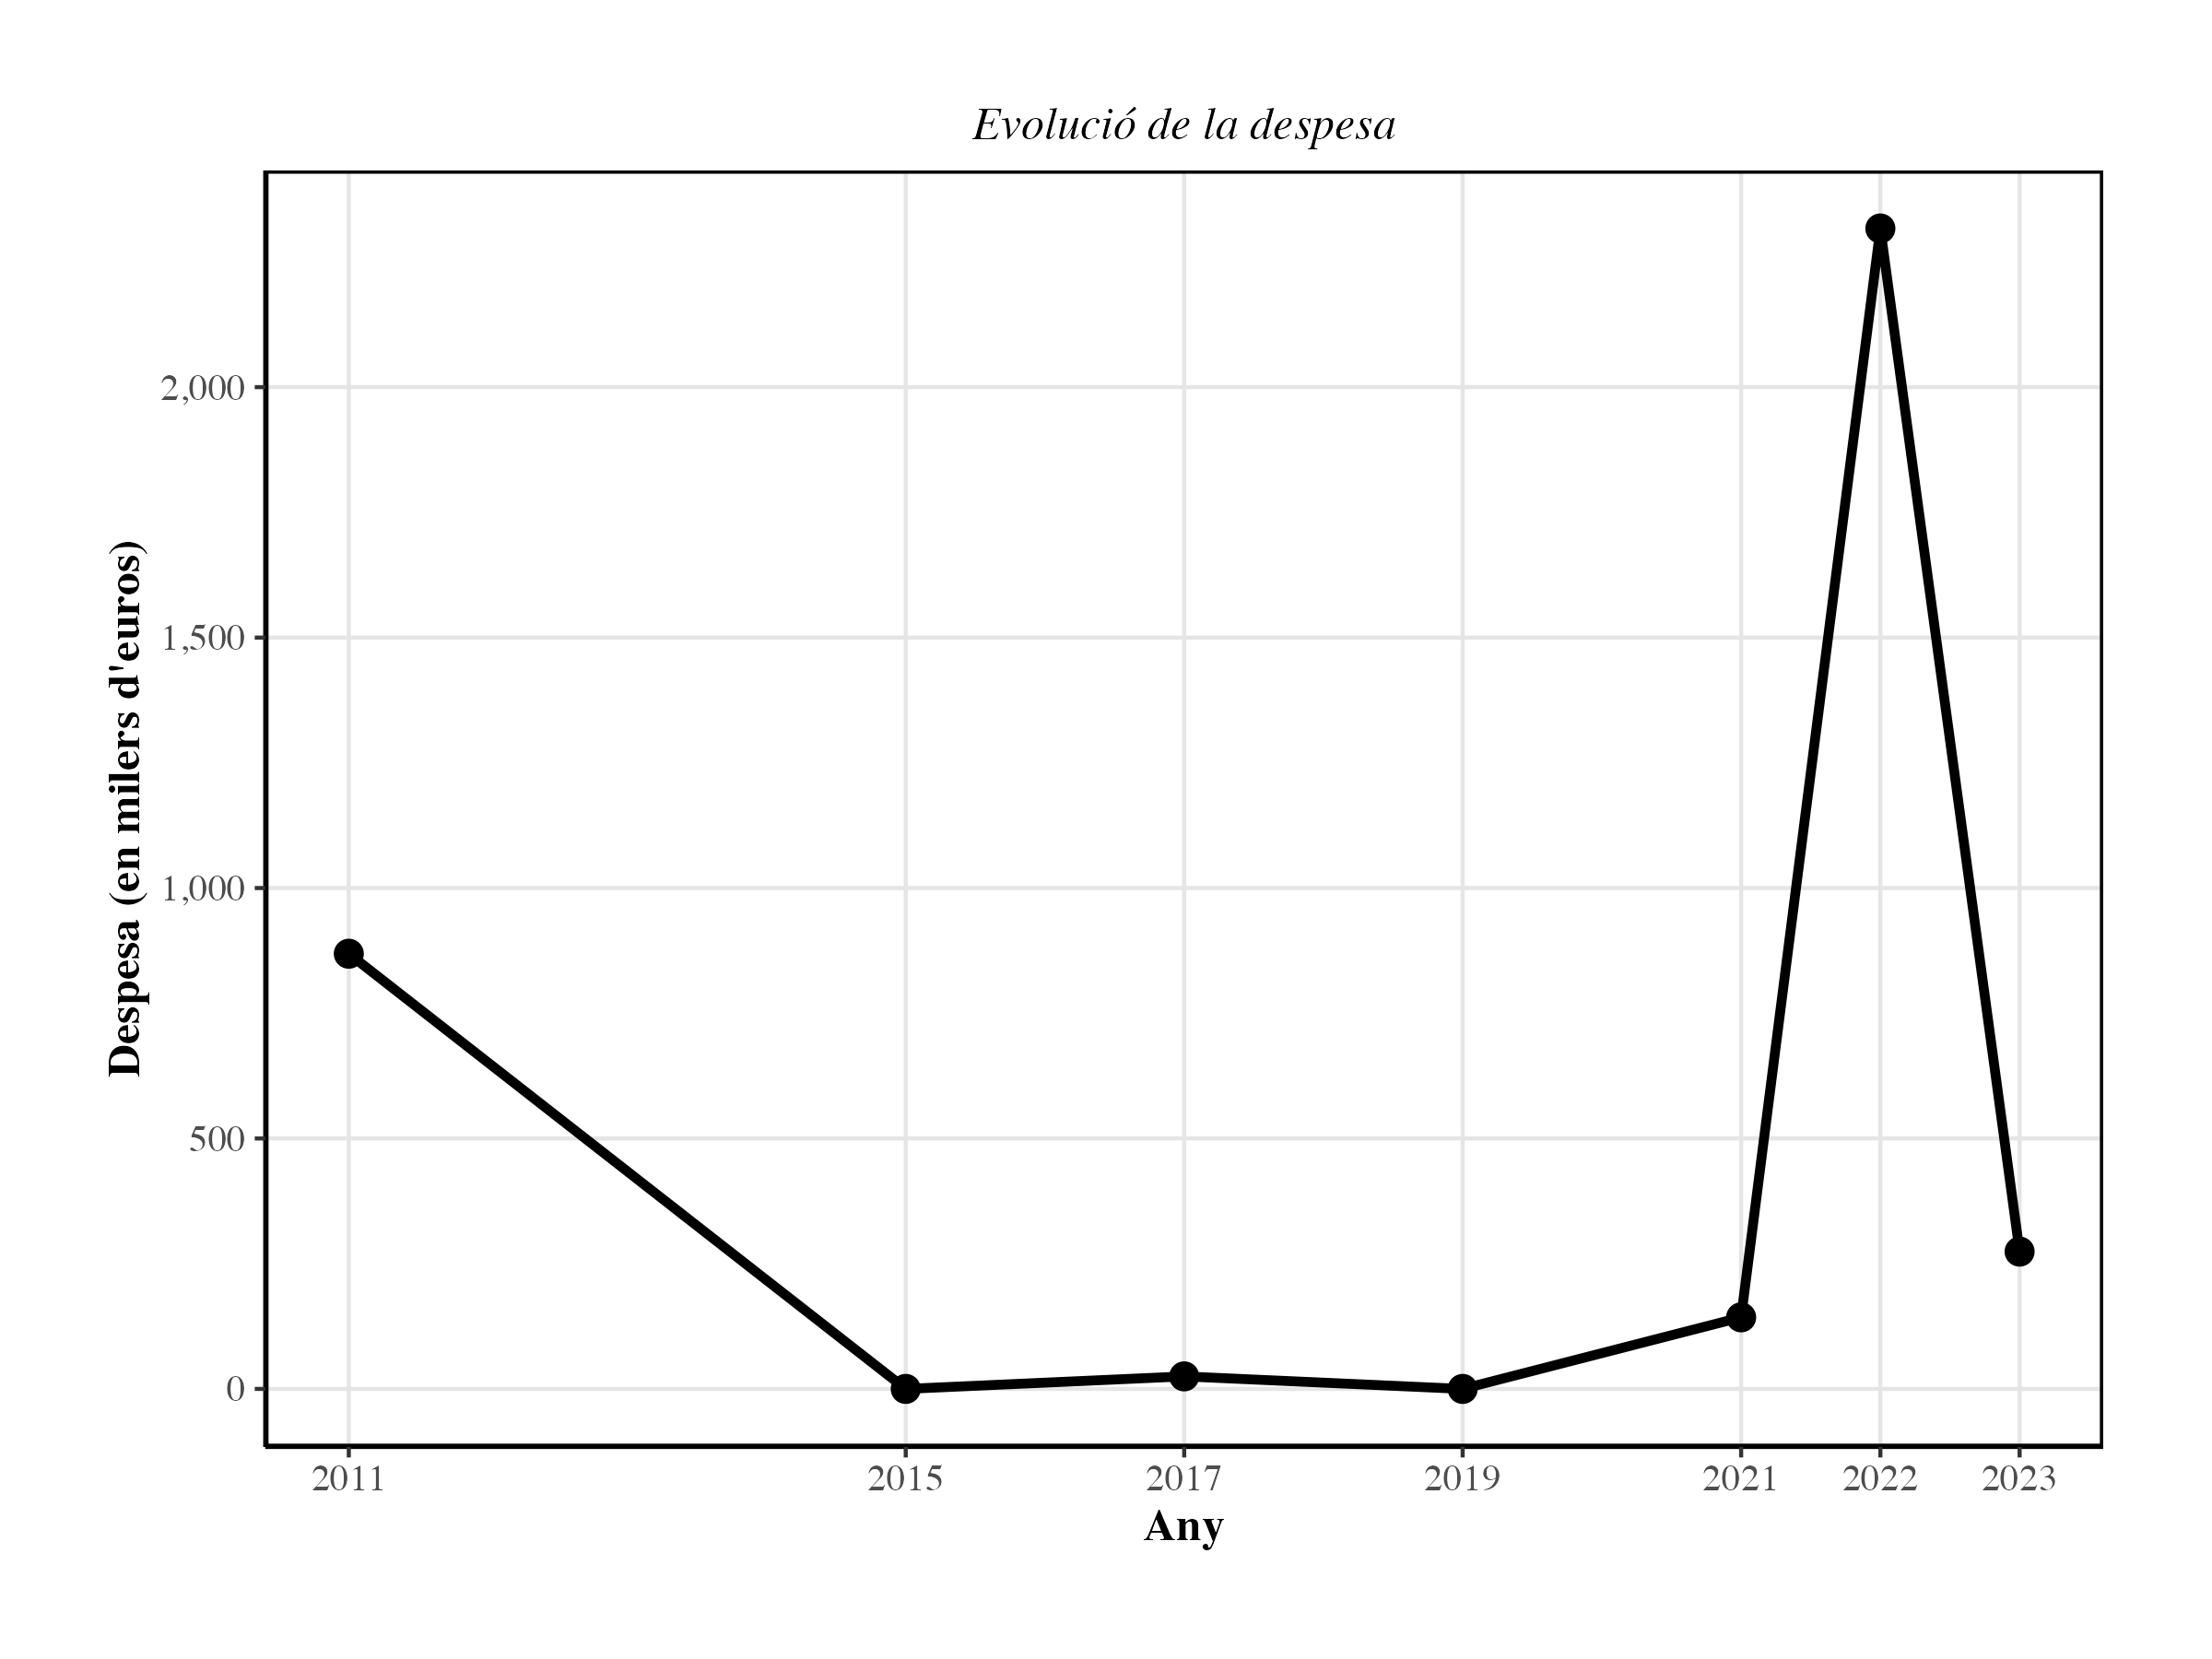 Evolució de la despesa
Despesa (en milers d'euros)
2,000
1,500
1,000
500
0
2011 2015 2017 2019 2021 2022 2023
Any